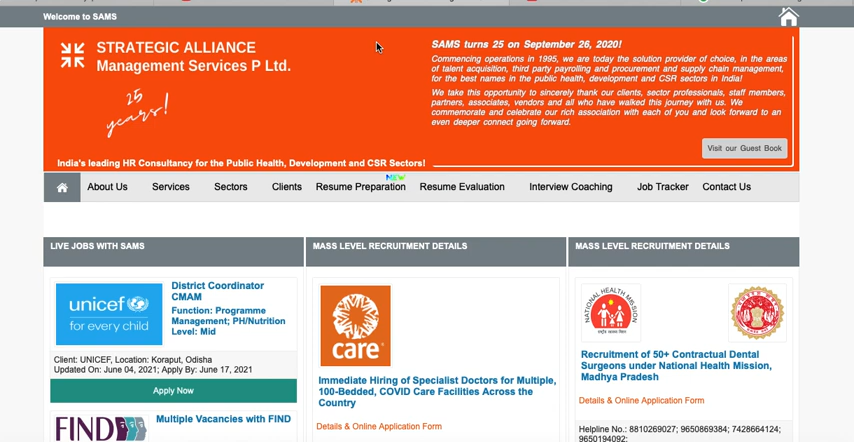 Welcome to SAMS
STRATEGIC ALLIANCE
Management Services P Ltd.
25
years!
SAMS turns 25 on September 26, 2020!
Commencing operations in 1995, we are today the solution provider of choice, in the areas
of talent acquisition, third party payrolling and procurement and supply chain management,
for the best names in the public health, development and CSR sectors in India!
We take this opportunity to sincerely thank our clients, sector professionals, staff members,
partners, associates, vendors and all who have walked this journey with us. We
commemorate and celebrate our rich association with each of you and look forward to an
even deeper connect going forward.
Visit our Guest Book
India's leading HR Consultancy for the Public Health, Development and CSR Sectors!
NEW
About Us Services Sectors Clients Resume Preparation Resume Evaluation Interview Coaching Job Tracker Contact Us
LIVE JOBS WITH SAMS
unicef
for every child
District Coordinator
CMAM
Function: Programme
Management; PH/Nutrition
Level: Mid
Client: UNICEF, Location: Koraput, Odisha
Updated On: June 04, 2021; Apply By: June 17, 2021
Apply Now
FIND
Multiple Vacancies with FIND
MASS LEVEL RECRUITMENT DETAILS
care
Immediate Hiring of Specialist Doctors for Multiple,
100-Bedded, COVID Care Facilities Across the
Country
Details & Online Application Form
MASS LEVEL RECRUITMENT DETAILS
NATIONAL HEALTH MISSION
Recruitment of 50+ Contractual Dental
Surgeons under National Health Mission,
Madhya Pradesh
Details & Online Application Form
Helpline No.: 8810269027; 9650869384; 7428664124;
9650194092;